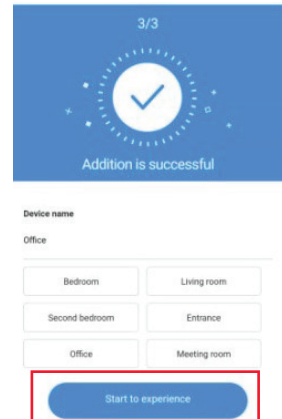 3/3
Addition is successful
Device name
Office
Bedroom
Living room
Second bedroom
Entrance
Office
Meeting room
Start to experience